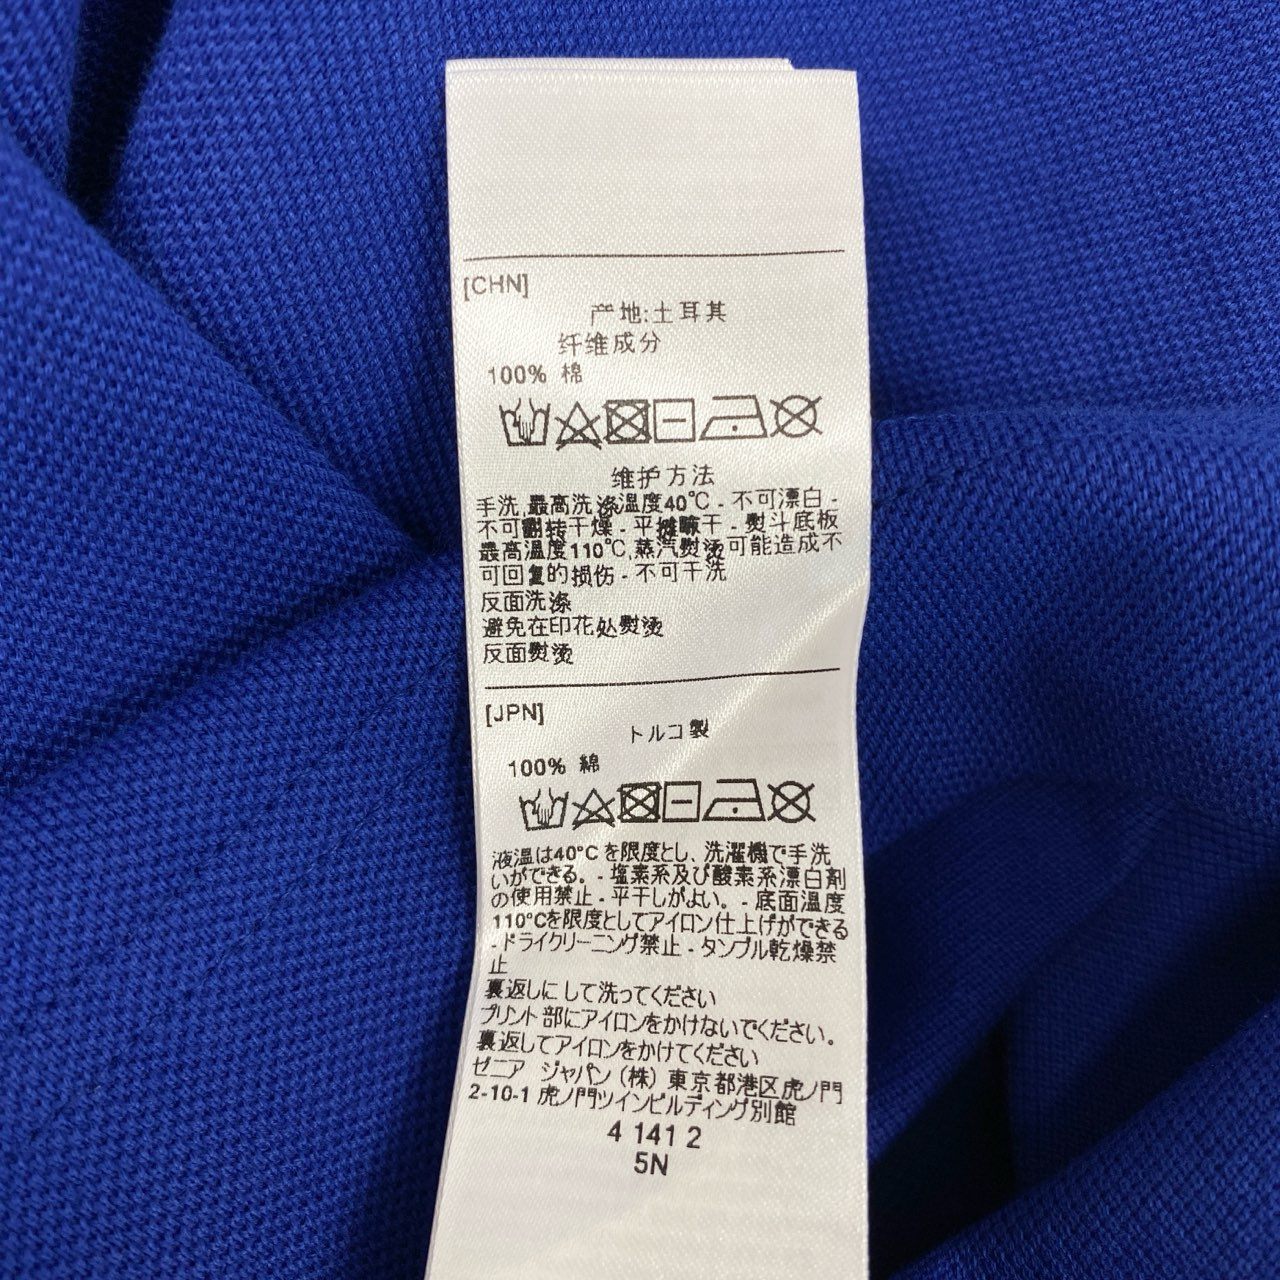 [CHN]
产地:土耳其
纤维成分
100% 棉
维护方法
手洗,最高洗涤温度40℃ - 不可漂白 -
不可翻转干燥 - 平摊晾干 - 熨斗底板
最高温度110℃,蒸汽熨烫可能造成不
可回复的损伤 - 不可干洗
反面洗涤
避免在印花处熨烫
反面熨烫
[JPN]
トルコ製
100% 綿
液温は40°C を限度とし、洗濯機で手洗
いができる。- 塩素系及び酸素系漂白剤
の使用禁止 - 平干しがよい。- 底面温度
110°Cを限度としてアイロン仕上げができる
- ドライクリーニング禁止 - タンブル乾燥禁
止
裏返しにして洗ってください
プリント部にアイロンをかけないでください。
裏返してアイロンをかけてください
ゼニア ジャパン (株) 東京都港区虎ノ門
2-10-1 虎ノ門ツインビルディング別館
4 141 2
5N